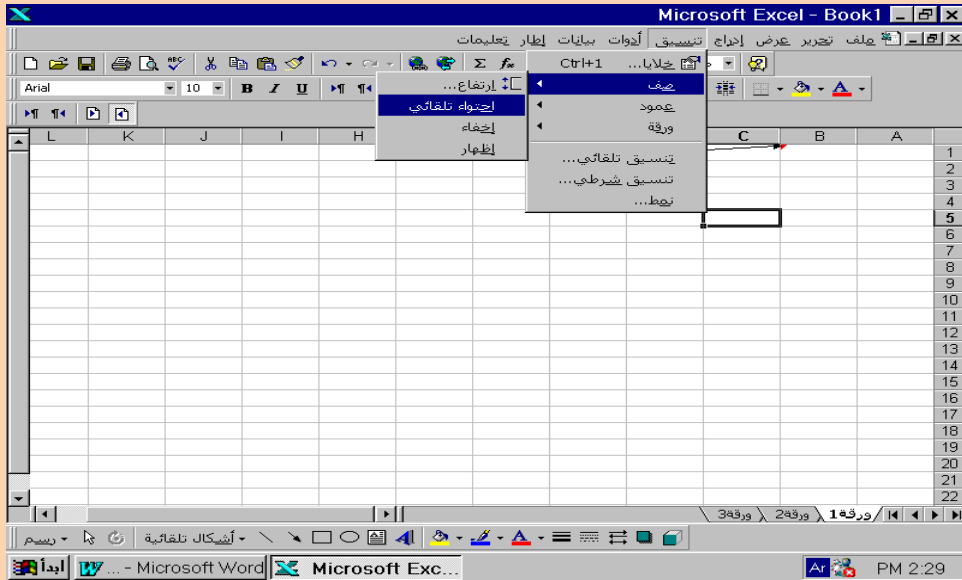 Microsoft Excel - Book1
ملف تحرير عرض إدراج تنسيق أدوات بيانات إطار تعليمات
Arial 10 B I U
خلايا... Ctrl+1
صف
عمود
ورقة
تنسيق تلقائي...
تنسيق شرطي...
نمط...
إرتفاع...
احتواء تلقائي
إخفاء
إظهار
A B C H I J K L
1
2
3
4
5
6
7
8
9
10
11
12
13
14
15
16
17
18
19
20
21
22
ورقة1 ورقة2 ورقة3
رسم أشكال تلقائية
ابدأ ... - Microsoft Word Microsoft Exc... Ar PM 2:29